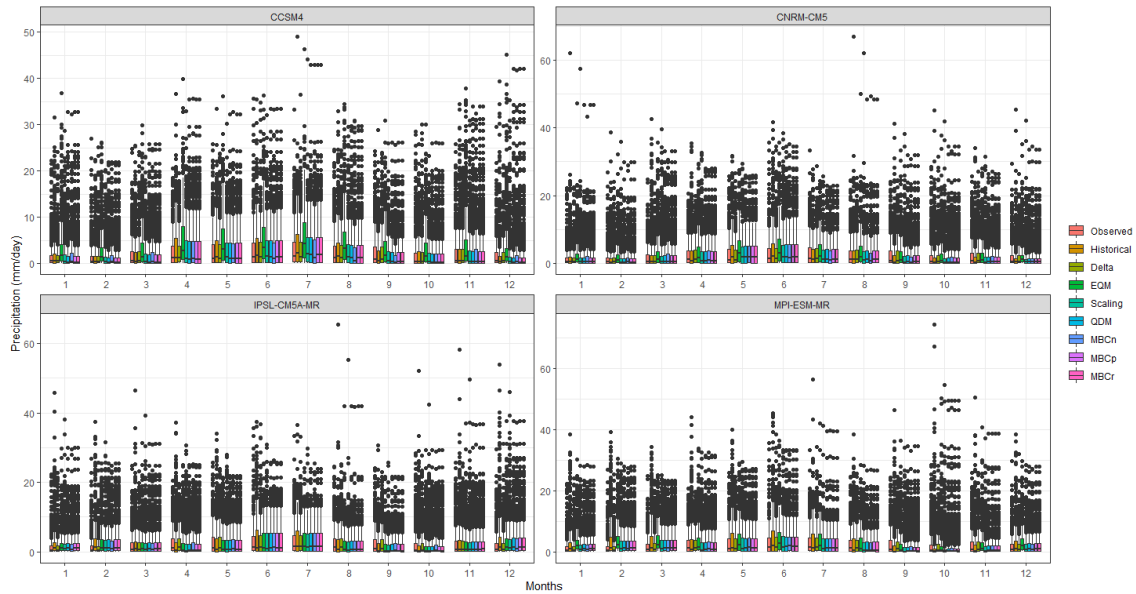 CCSM4
CNRM-CM5
50
40
30
20
10
0
60
40
20
0
1 2 3 4 5 6 7 8 9 10 11 12
1 2 3 4 5 6 7 8 9 10 11 12
IPSL-CM5A-MR
MPI-ESM-MR
60
40
20
0
60
40
20
0
1 2 3 4 5 6 7 8 9 10 11 12
1 2 3 4 5 6 7 8 9 10 11 12
Precipitation (mm/day)
Months
Observed
Historical
Delta
EQM
Scaling
QDM
MBCn
MBCp
MBCr